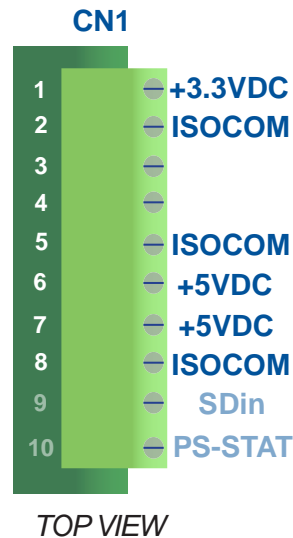 CN1
1 +3.3VDC
2 ISOCOM
3
4
5 ISOCOM
6 +5VDC
7 +5VDC
8 ISOCOM
9 SDin
10 PS-STAT
TOP VIEW